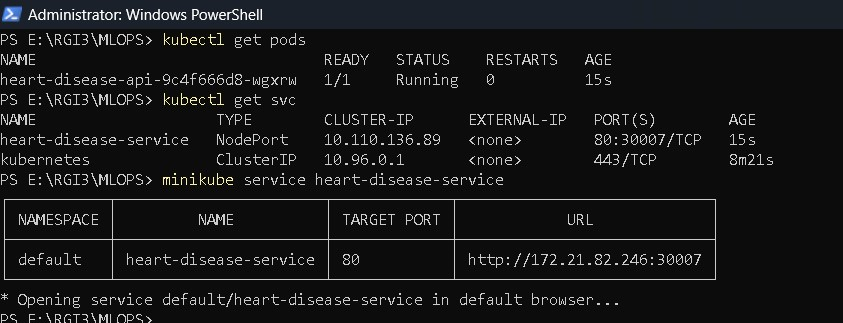 Administrator: Windows PowerShell
PS E:\RGI3\MLOPS> kubectl get pods
NAME READY STATUS RESTARTS AGE
heart-disease-api-9c4f666d8-wgxrw 1/1 Running 0 15s
PS E:\RGI3\MLOPS> kubectl get svc
NAME TYPE CLUSTER-IP EXTERNAL-IP PORT(S) AGE
heart-disease-service NodePort 10.110.136.89 <none> 80:30007/TCP 15s
kubernetes ClusterIP 10.96.0.1 <none> 443/TCP 8m21s
PS E:\RGI3\MLOPS> minikube service heart-disease-service
NAMESPACE NAME TARGET PORT URL
default heart-disease-service 80 http://172.21.82.246:30007
* Opening service default/heart-disease-service in default browser...
PS E:\RGI3\MLOPS>